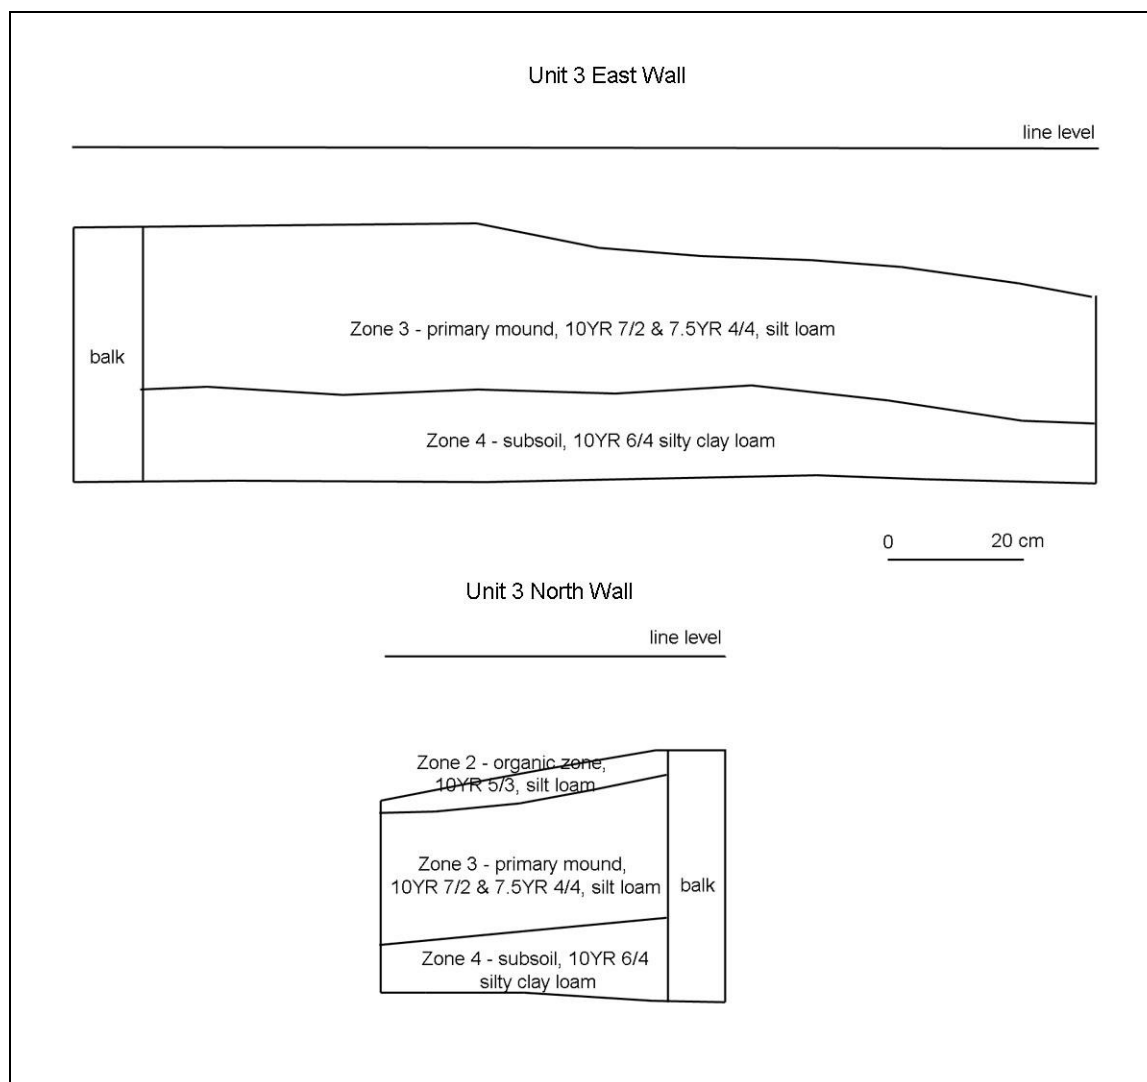 Unit 3 East Wall
line level
Zone 3 - primary mound, 10YR 7/2 & 7.5YR 4/4, silt loam
balk
Zone 4 - subsoil, 10YR 6/4 silty clay loam
0 20 cm
Unit 3 North Wall
line level
Zone 2 - organic zone,
10YR 5/3, silt loam
Zone 3 - primary mound,
10YR 7/2 & 7.5YR 4/4, silt loam
balk
Zone 4 - subsoil, 10YR 6/4
silty clay loam